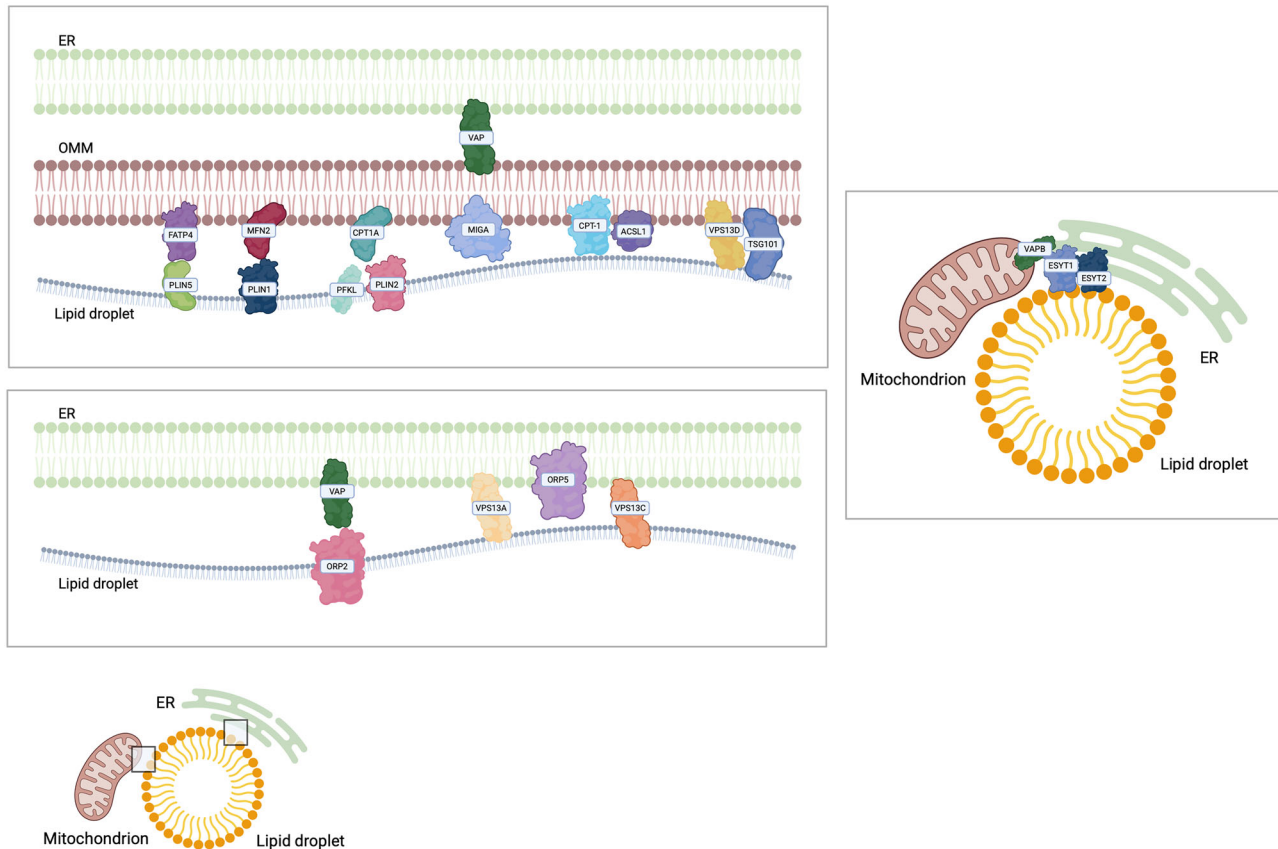 ER
VAP
OMM
FATP4
MFN2
CPT1A
MIGA
CPT-1
ACSL1
VPS13D
TSG101
PLIN5
PLIN1
PFKL
PLIN2
Lipid droplet
ER
VAP
VPS13A
ORP5
VPS13C
ORP2
Lipid droplet
VAPB
ESYT1
ESYT2
Mitochondrion
ER
Lipid droplet
ER
Mitochondrion
Lipid droplet